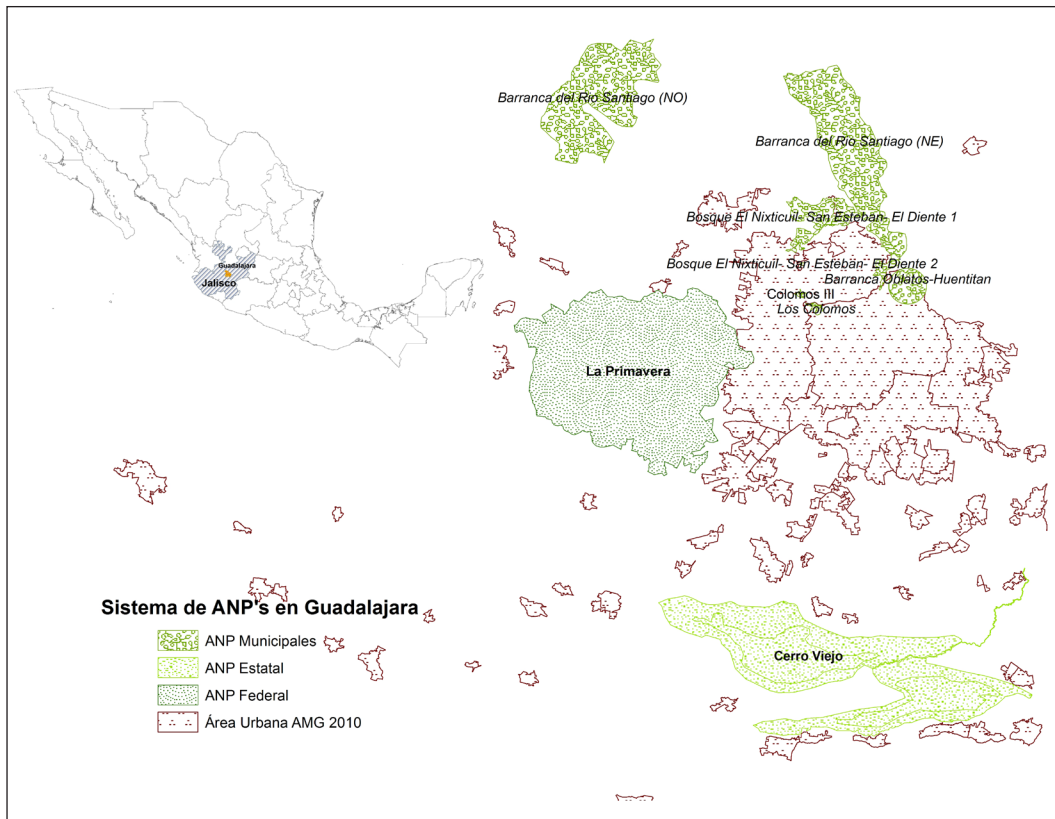 Barranca del Rio Santiago (NO)
Barranca del Rio Santiago (NE)
Bosque El Nixticuil- San Esteban- El Diente 1
Guadalajara
Jalisco
Bosque El Nixticuil- San Esteban- El Diente 2
Barranca Oblatos-Huentitan
Colomos III
Los Colomos
La Primavera
Sistema de ANP's en Guadalajara
ANP Municipales
ANP Estatal
ANP Federal
Área Urbana AMG 2010
Cerro Viejo